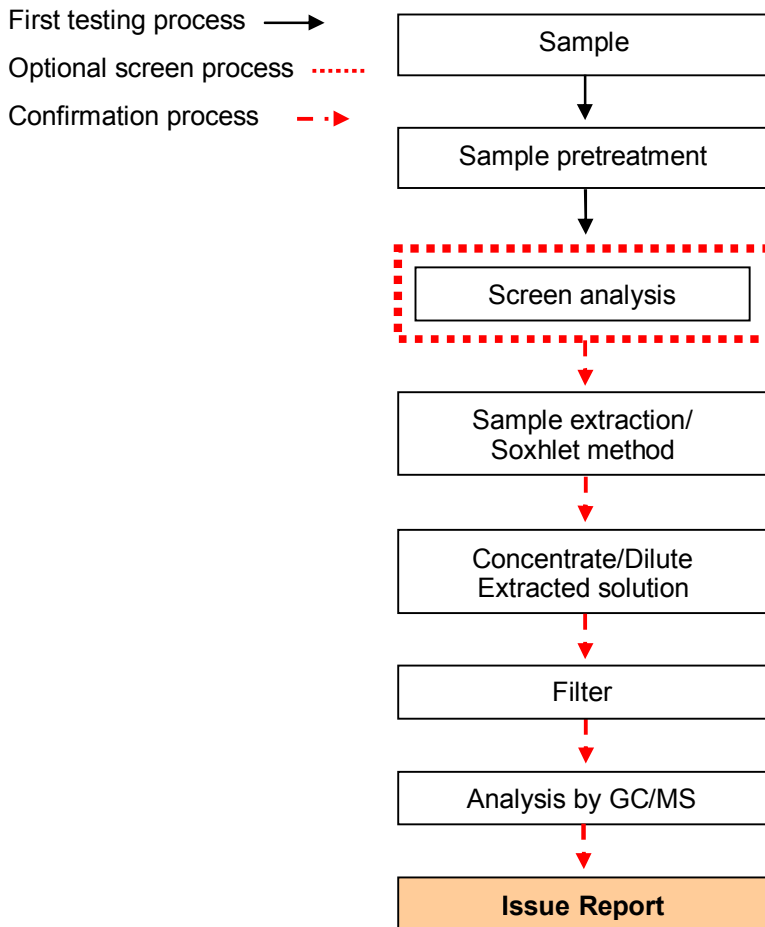 First testing process
Optional screen process
Confirmation process
Sample
Sample pretreatment
Screen analysis
Sample extraction/
Soxhlet method
Concentrate/Dilute
Extracted solution
Filter
Analysis by GC/MS
Issue Report